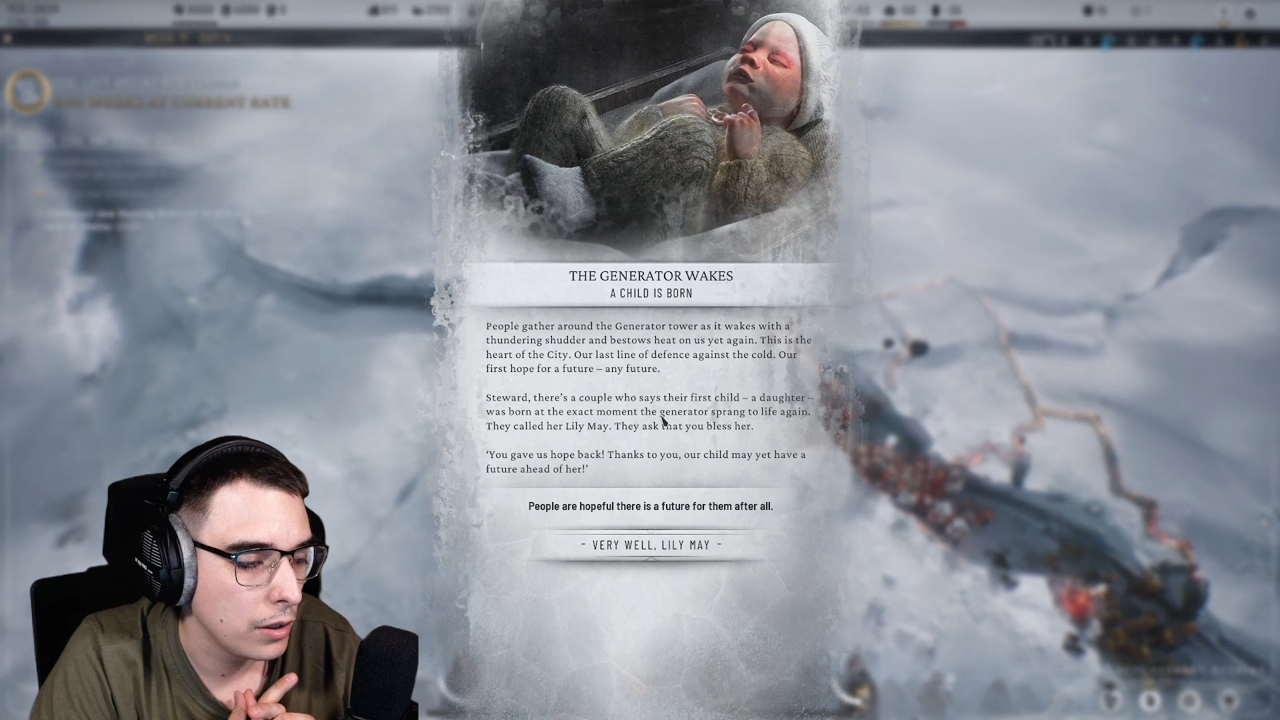 AT CURRENT RATE
THE GENERATOR WAKES
A CHILD IS BORN
People gather around the Generator tower as it wakes with a
thundering shudder and bestows heat on us yet again. This is the
heart of the City. Our last line of defence against the cold. Our
first hope for a future – any future.
Steward, there's a couple who says their first child – a daughter –
was born at the exact moment the generator sprang to life again.
They called her Lily May. They ask that you bless her.
'You gave us hope back! Thanks to you, our child may yet have a
future ahead of her!'
People are hopeful there is a future for them after all.
- VERY WELL, LILY MAY -